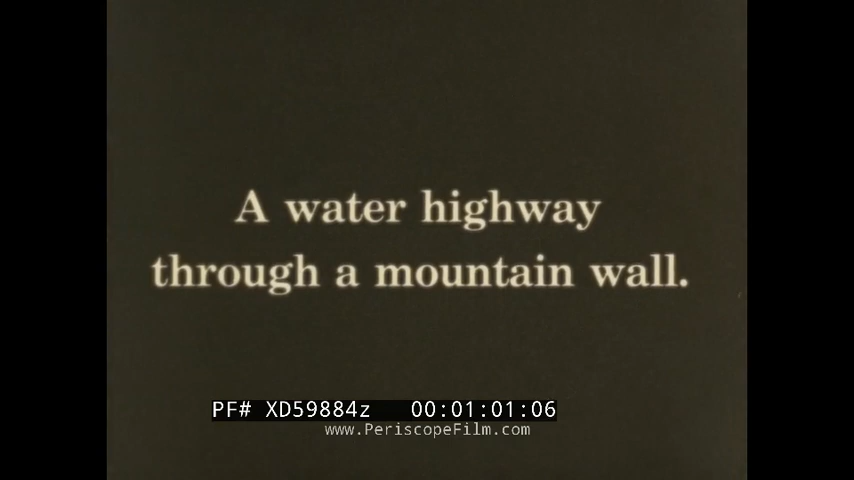 A water highway
through a mountain wall.
PF# XD59884z 00:01:01:06
www.PeriscopeFilm.com